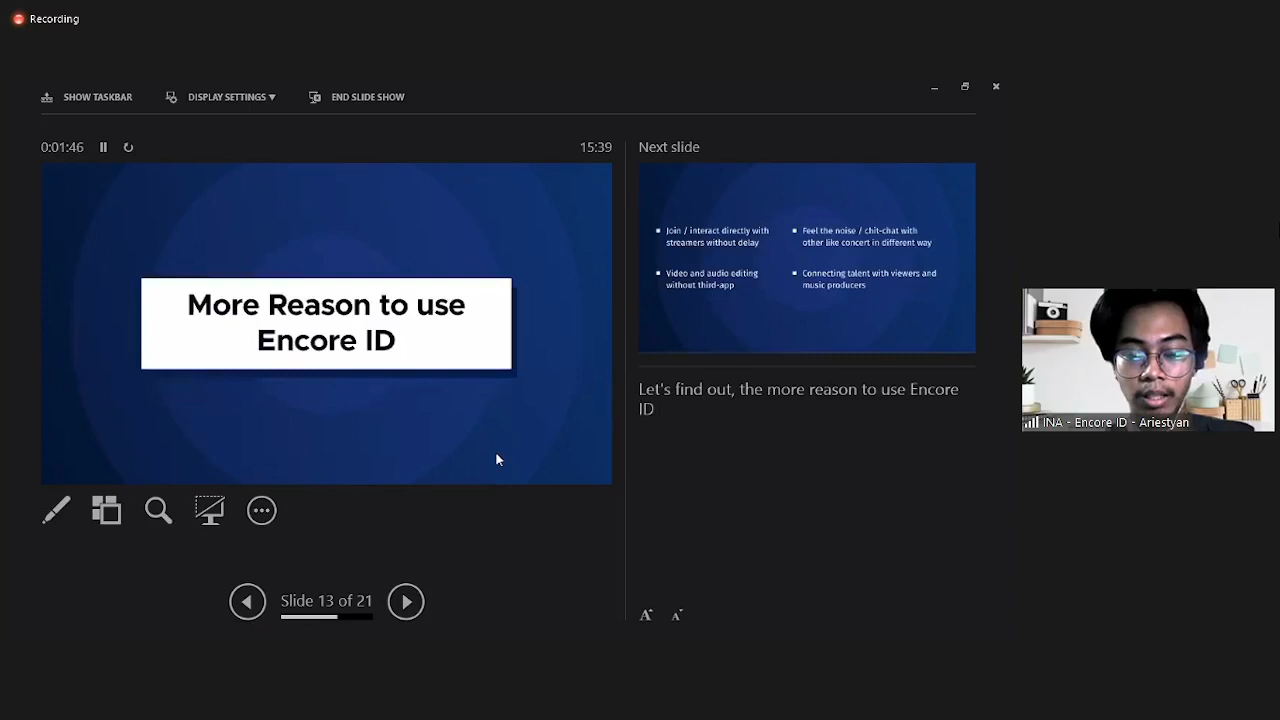 Recording
SHOW TASKBAR
DISPLAY SETTINGS ▾
END SLIDE SHOW
0:01:46
15:39
More Reason to use
Encore ID
Slide 13 of 21
Next slide
Join / interact directly with
streamers without delay
Video and audio editing
without third-app
Feel the noise / chit-chat with
other like concert in different way
Connecting talent with viewers and
music producers
Let's find out, the more reason to use Encore
ID
A A
INA - Encore ID - Ariestyan